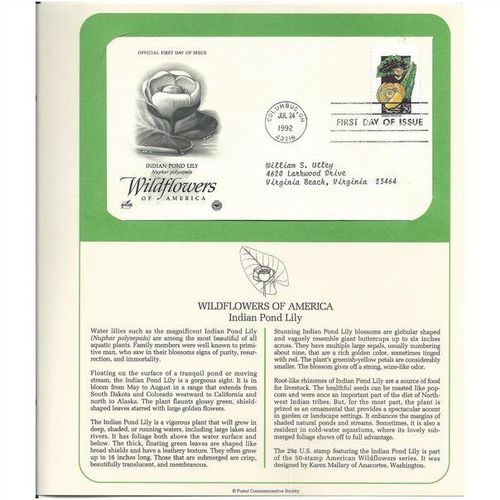 OFFICIAL FIRST DAY OF ISSUE
INDIAN POND LILY
Nuphar polysepala
Wildflowers
OF AMERICA
COLUMBUS, OH
JUL 24
1992
43216
FIRST DAY OF ISSUE
29
William S. Utley
4620 Larkwood Drive
Virginia Beach, Virginia 23464
WILDFLOWERS OF AMERICA
Indian Pond Lily
Water lilies such as the magnificent Indian Pond Lily
(Nuphar polysepalo) are among the most beautiful of all
aquatic plants. Family members were well known to primi-
tive man, who saw in their blossoms signs of purity, resur-
rection, and immortality.
Floating on the surface of a tranquil pond or moving
stream, the Indian Pond Lily is a gorgeous sight. It is in
bloom from May to August in a range that extends from
South Dakota and Colorado westward to California and
north to Alaska. The plant flaunts glossy green, shield-
shaped leaves starred with large golden flowers.
The Indian Pond Lily is a vigorous plant that will grow in
deep, shaded, or running waters, including large lakes and
rivers. It has foliage both above the water surface and
below. The thick, floating green leaves are shaped like
broad shields and have a leathery texture. They often grow
up to 16 inches long. Those that are submerged are crisp,
beautifully translucent, and membranous.
Stunning Indian Pond Lily blossoms are globular shaped
and vaguely resemble giant buttercups up to six inches
across. They have multiple large sepals, usually numbering
about nine, that are a rich golden color, sometimes tinged
with red. The plant's greenish-yellow petals are considerably
smaller. The blossom gives off a strong, wine-like odor.
Root-like rhizomes of Indian Pond Lily are a source of food
for livestock. The healthful seeds can be roasted like pop-
corn and were once an important part of the diet of North-
west Indian tribes. But, for the most part, the plant is
prized as an ornamental that provides a spectacular accent
in garden or landscape settings. It enhances the margins of
shaded natural ponds and streams. Sometimes, it is also a
resident in cold-water aquariums, where its lovely sub-
merged foliage shows off to full advantage.
The 29¢ U.S. stamp featuring the Indian Pond Lily is part
of the 50-stamp American Wildflowers series. It was
designed by Karen Mallary of Anacortes, Washington.
© Postal Commemorative Society